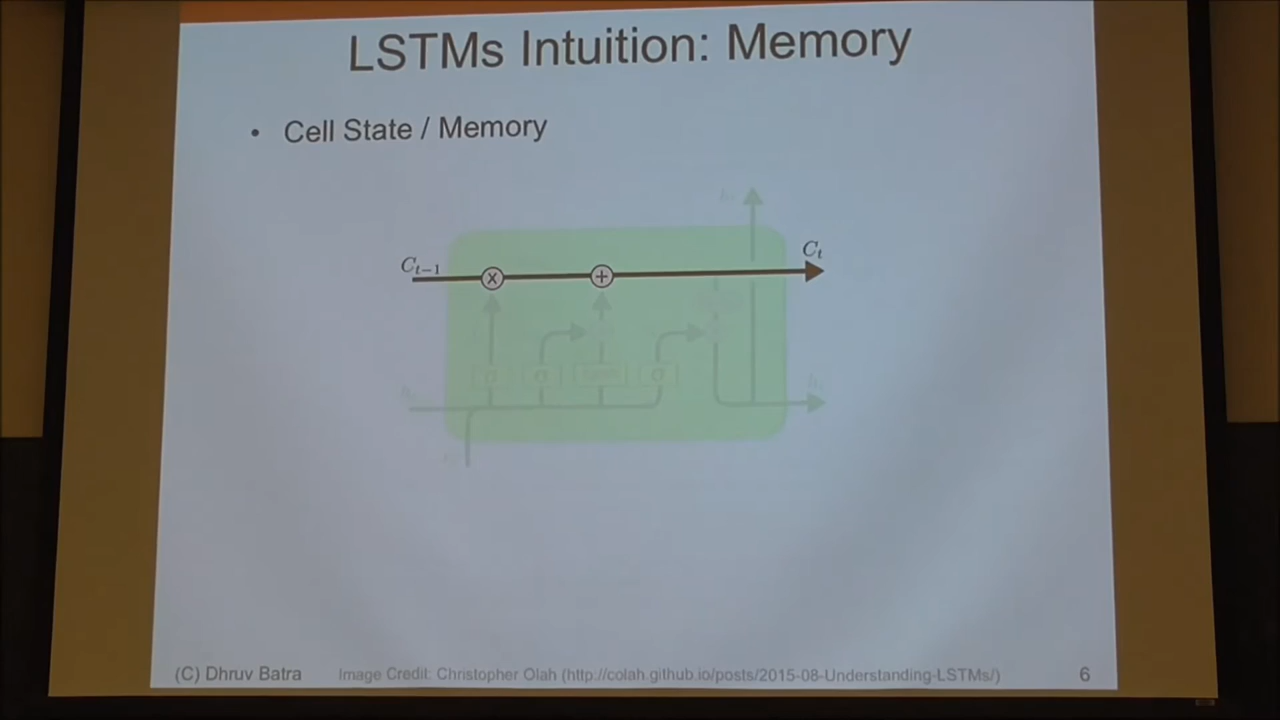 LSTMs Intuition: Memory
• Cell State / Memory
C_{t-1}
C_t
x
+
σ
σ
(C) Dhruv Batra
Image Credit: Christopher Olah (http://colah.github.io/posts/2015-08-Understanding-LSTMs/)
6